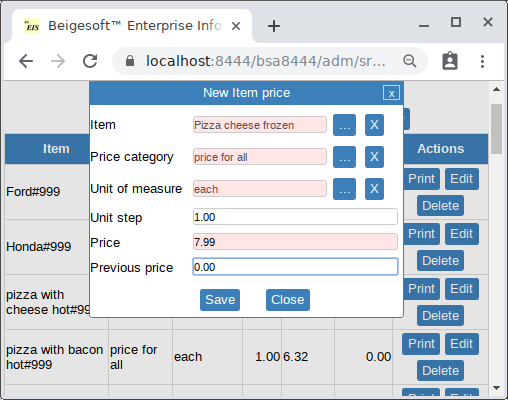 EIS Beigesoft™ Enterprise Info
localhost:8444/bsa8444/adm/sr...
New Item price x
Item Pizza cheese frozen ... X
Price category price for all ... X
Unit of measure each ... X
Unit step 1.00
Price 7.99
Previous price 0.00
Save Close
Item Actions
Ford#999 Print Edit
Delete
Honda#999 Print Edit
Delete
pizza with
cheese hot#99 Print Edit
Delete
pizza with bacon
hot#999 price for
all each 1.00 6.32 0.00 Print Edit
Delete